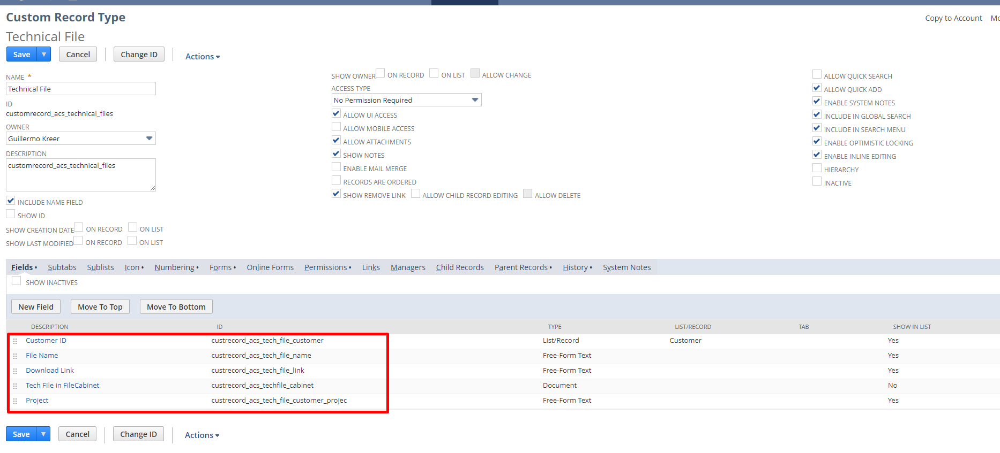 Custom Record Type
Copy to Account Mo
Technical File
Save Cancel Change ID Actions
NAME *
Technical File
ID
customrecord_acs_technical_files
OWNER
Guillermo Kreer
DESCRIPTION
customrecord_acs_technical_files
INCLUDE NAME FIELD
SHOW ID
SHOW CREATION DATE ON RECORD ON LIST
SHOW LAST MODIFIED ON RECORD ON LIST
SHOW OWNER ON RECORD ON LIST ALLOW CHANGE
ACCESS TYPE
No Permission Required
ALLOW UI ACCESS
ALLOW MOBILE ACCESS
ALLOW ATTACHMENTS
SHOW NOTES
ENABLE MAIL MERGE
RECORDS ARE ORDERED
SHOW REMOVE LINK ALLOW CHILD RECORD EDITING ALLOW DELETE
ALLOW QUICK SEARCH
ALLOW QUICK ADD
ENABLE SYSTEM NOTES
INCLUDE IN GLOBAL SEARCH
INCLUDE IN SEARCH MENU
ENABLE OPTIMISTIC LOCKING
ENABLE INLINE EDITING
HIERARCHY
INACTIVE
Fields • Subtabs Sublists Icon • Numbering • Forms • Online Forms Permissions • Links Managers Child Records Parent Records • History • System Notes
SHOW INACTIVES
New Field Move To Top Move To Bottom
DESCRIPTION ID TYPE LIST/RECORD TAB SHOW IN LIST
Customer ID custrecord_acs_tech_file_customer List/Record Customer Yes
File Name custrecord_acs_tech_file_name Free-Form Text Yes
Download Link custrecord_acs_tech_file_link Free-Form Text Yes
Tech FIle in FileCabinet custrecord_acs_techfile_cabinet Document No
Project custrecord_acs_tech_file_customer_projec Free-Form Text Yes
Save Cancel Change ID Actions